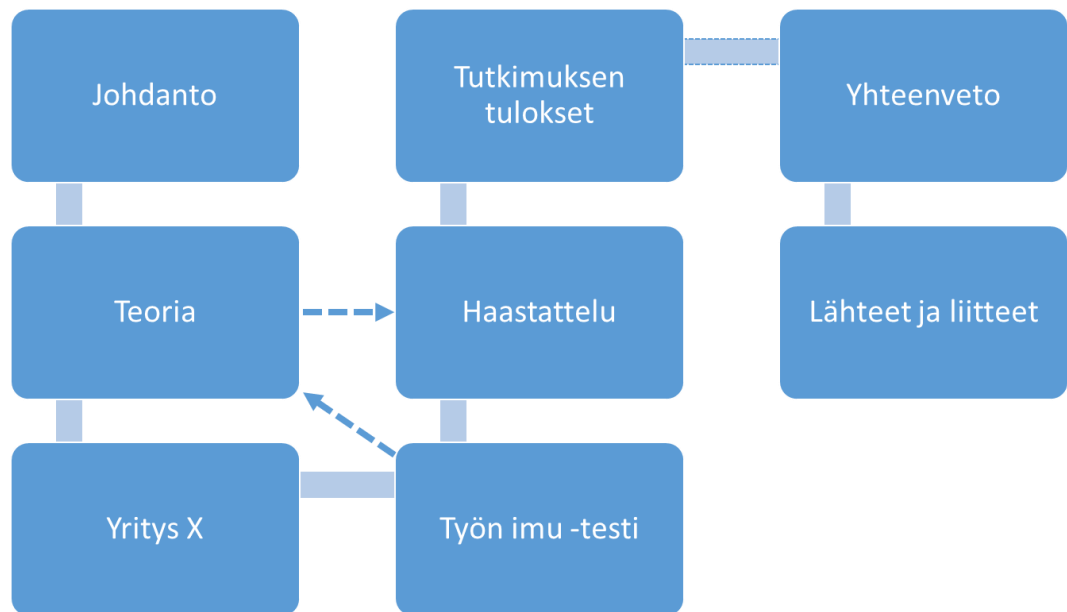 Johdanto
Teoria
Yritys X
Työn imu -testi
Haastattelu
Tutkimuksen
tulokset
Yhteenveto
Lähteet ja liitteet